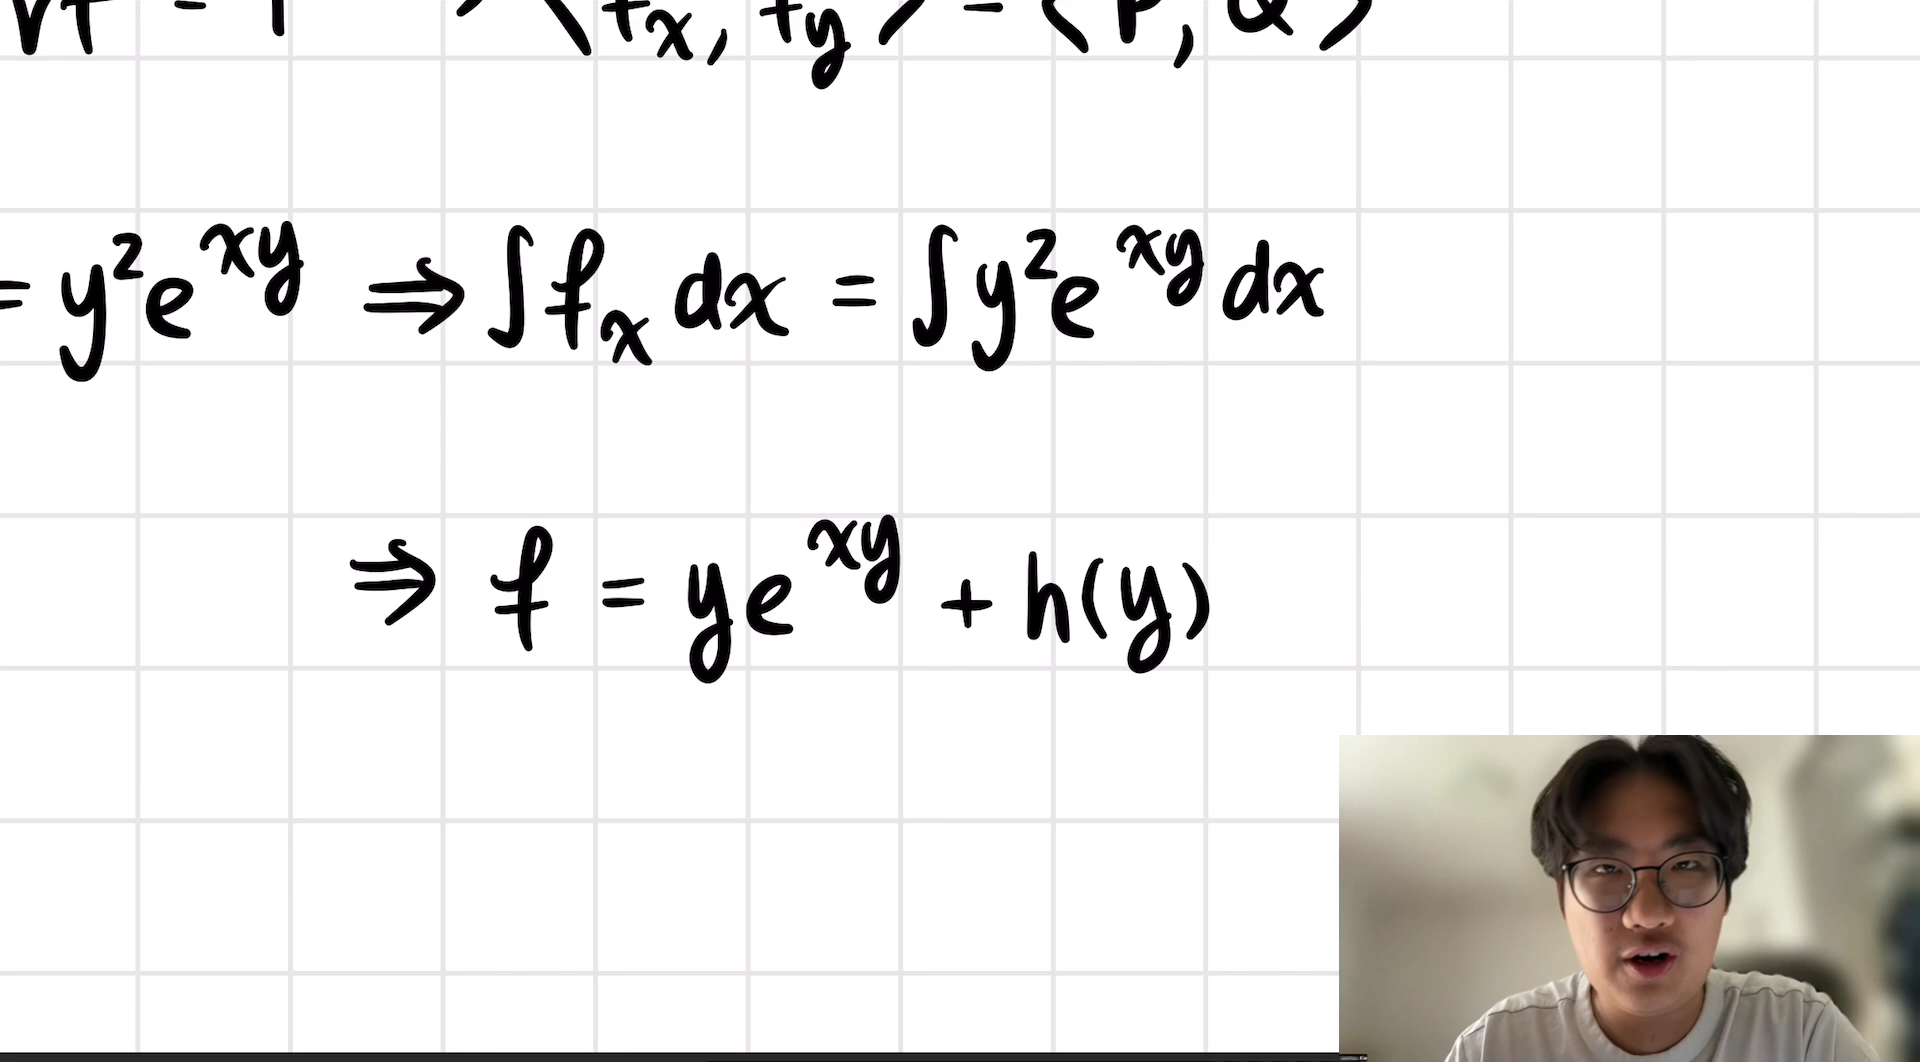 ∇f = F ⟨fx, fy⟩ = ⟨P, Q⟩
= y²e^xy ⇒ ∫fx dx = ∫y²e^xy dx
⇒ f = ye^xy + h(y)